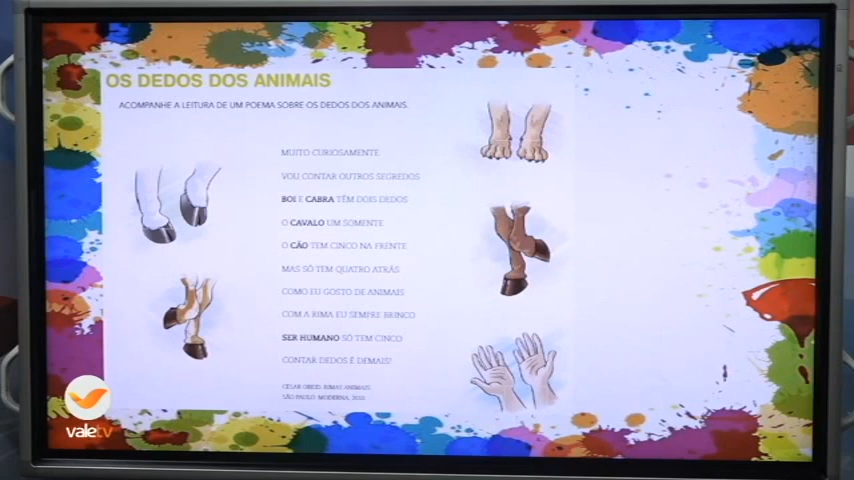 OS DEDOS DOS ANIMAIS
ACOMPANHE A LEITURA DE UM POEMA SOBRE OS DEDOS DOS ANIMAIS.
MUITO CURIOSAMENTE
VOU CONTAR OUTROS SEGREDOS
BOI E CABRA TÊM DOIS DEDOS
O CAVALO UM SOMENTE
O CÃO TEM CINCO NA FRENTE
MAS SÓ TEM QUATRO ATRÁS
COMO EU GOSTO DE ANIMAIS
COM A RIMA EU SEMPRE BRINCO
SER HUMANO SÓ TEM CINCO
CONTAR DEDOS É DEMAIS!
CÉSAR OBEID. RIMAS ANIMAIS.
SÃO PAULO: MODERNA, 2010.
valetv